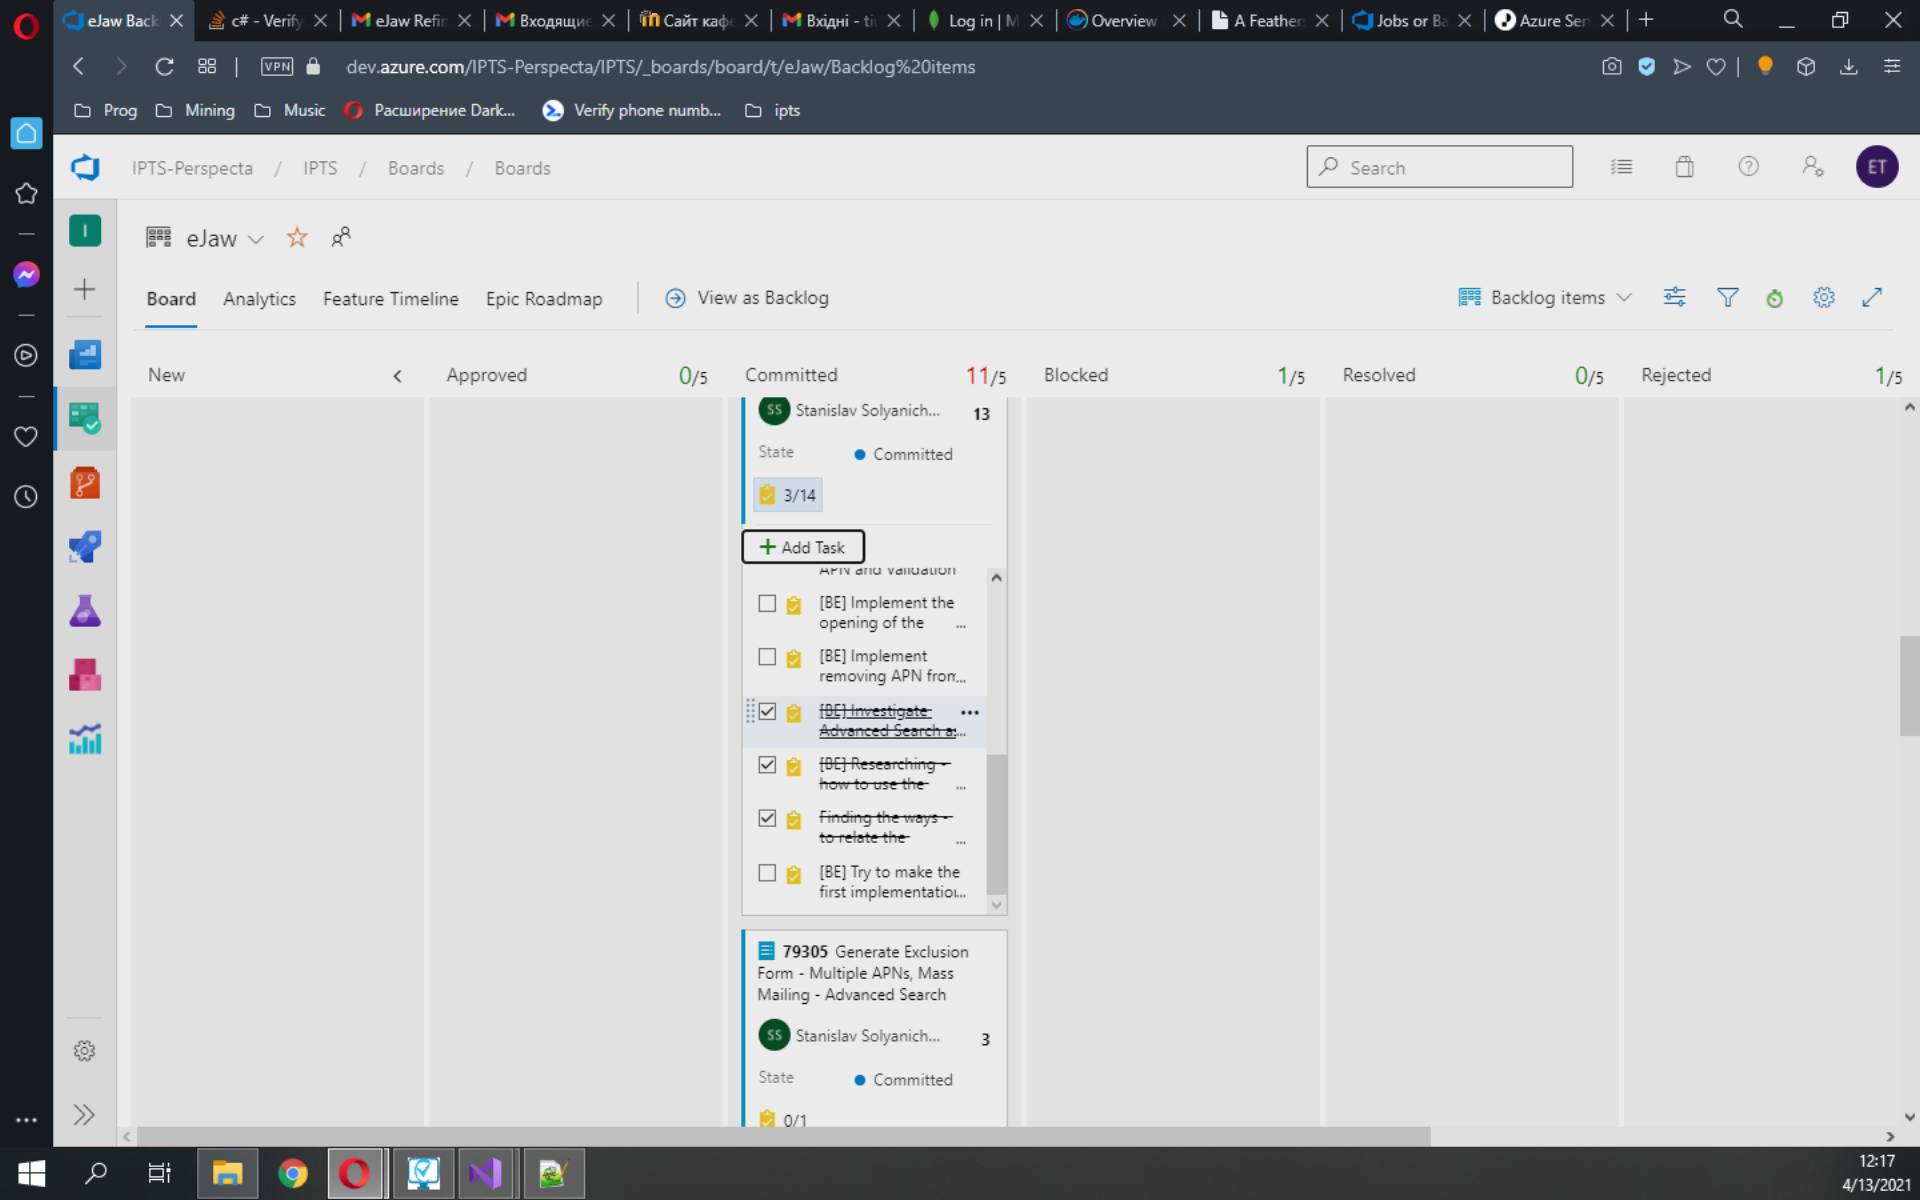 eJaw Back
c# - Verify
eJaw Refin
Входящие
Сайт кафе
Вхідні - ti
Log in | M
Overview
A Feather
Jobs or Ba
Azure Ser
VPN
dev.azure.com/IPTS-Perspecta/IPTS/_boards/board/t/eJaw/Backlog%20items
Prog
Mining
Music
Расширение Dark...
Verify phone numb...
ipts
IPTS-Perspecta / IPTS / Boards / Boards
Search
ET
I
eJaw
Board
Analytics
Feature Timeline
Epic Roadmap
View as Backlog
Backlog items
New
Approved 0/5
Committed 11/5
Blocked 1/5
Resolved 0/5
Rejected 1/5
SS Stanislav Solyanich... 13
State Committed
3/14
Add Task
APN and Validation
[BE] Implement the
opening of the ...
[BE] Implement
removing APN from...
[BE] Investigate
Advanced Search as...
[BE] Researching -
how to use the ...
Finding the ways -
to relate the ...
[BE] Try to make the
first implementation...
79305 Generate Exclusion
Form - Multiple APNs, Mass
Mailing - Advanced Search
SS Stanislav Solyanich... 3
State Committed
0/1
12:17
4/13/2021